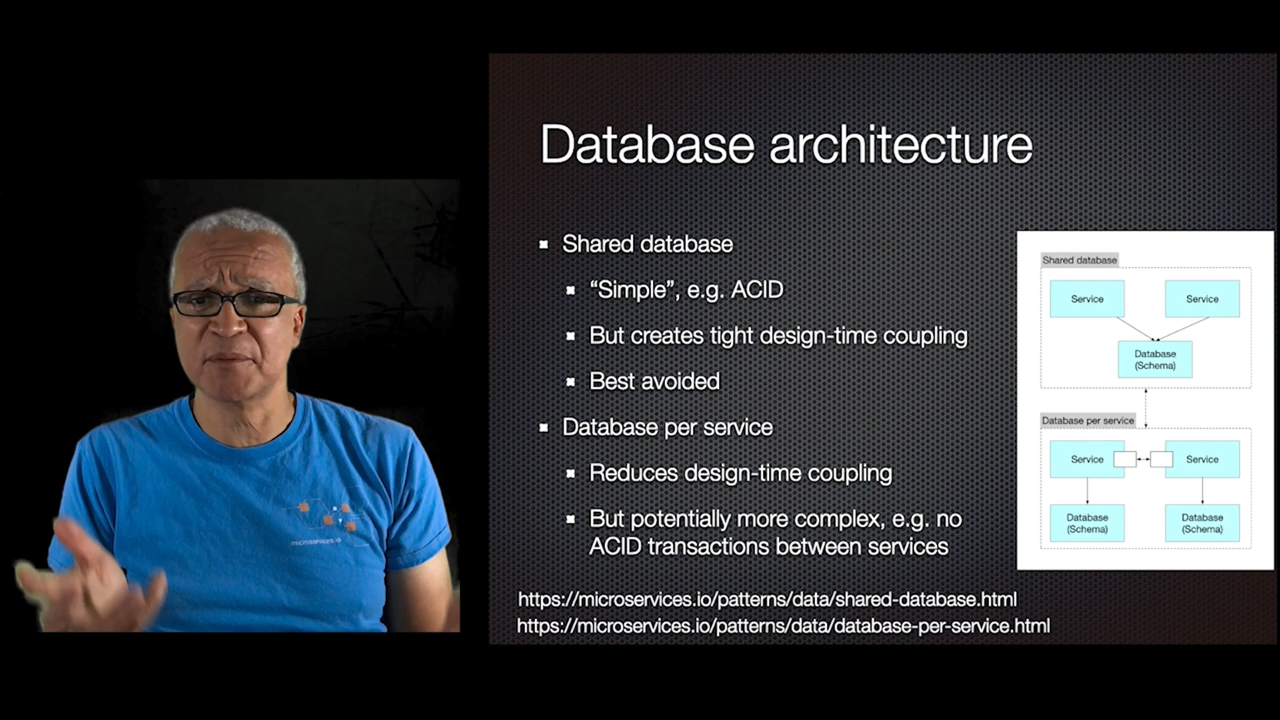 Database architecture
Shared database
“Simple”, e.g. ACID
But creates tight design-time coupling
Best avoided
Database per service
Reduces design-time coupling
But potentially more complex, e.g. no
ACID transactions between services
https://microservices.io/patterns/data/shared-database.html
https://microservices.io/patterns/data/database-per-service.html
Shared database
Service
Service
Database
(Schema)
Database per service
Service
Service
Database
(Schema)
Database
(Schema)
microservices.io